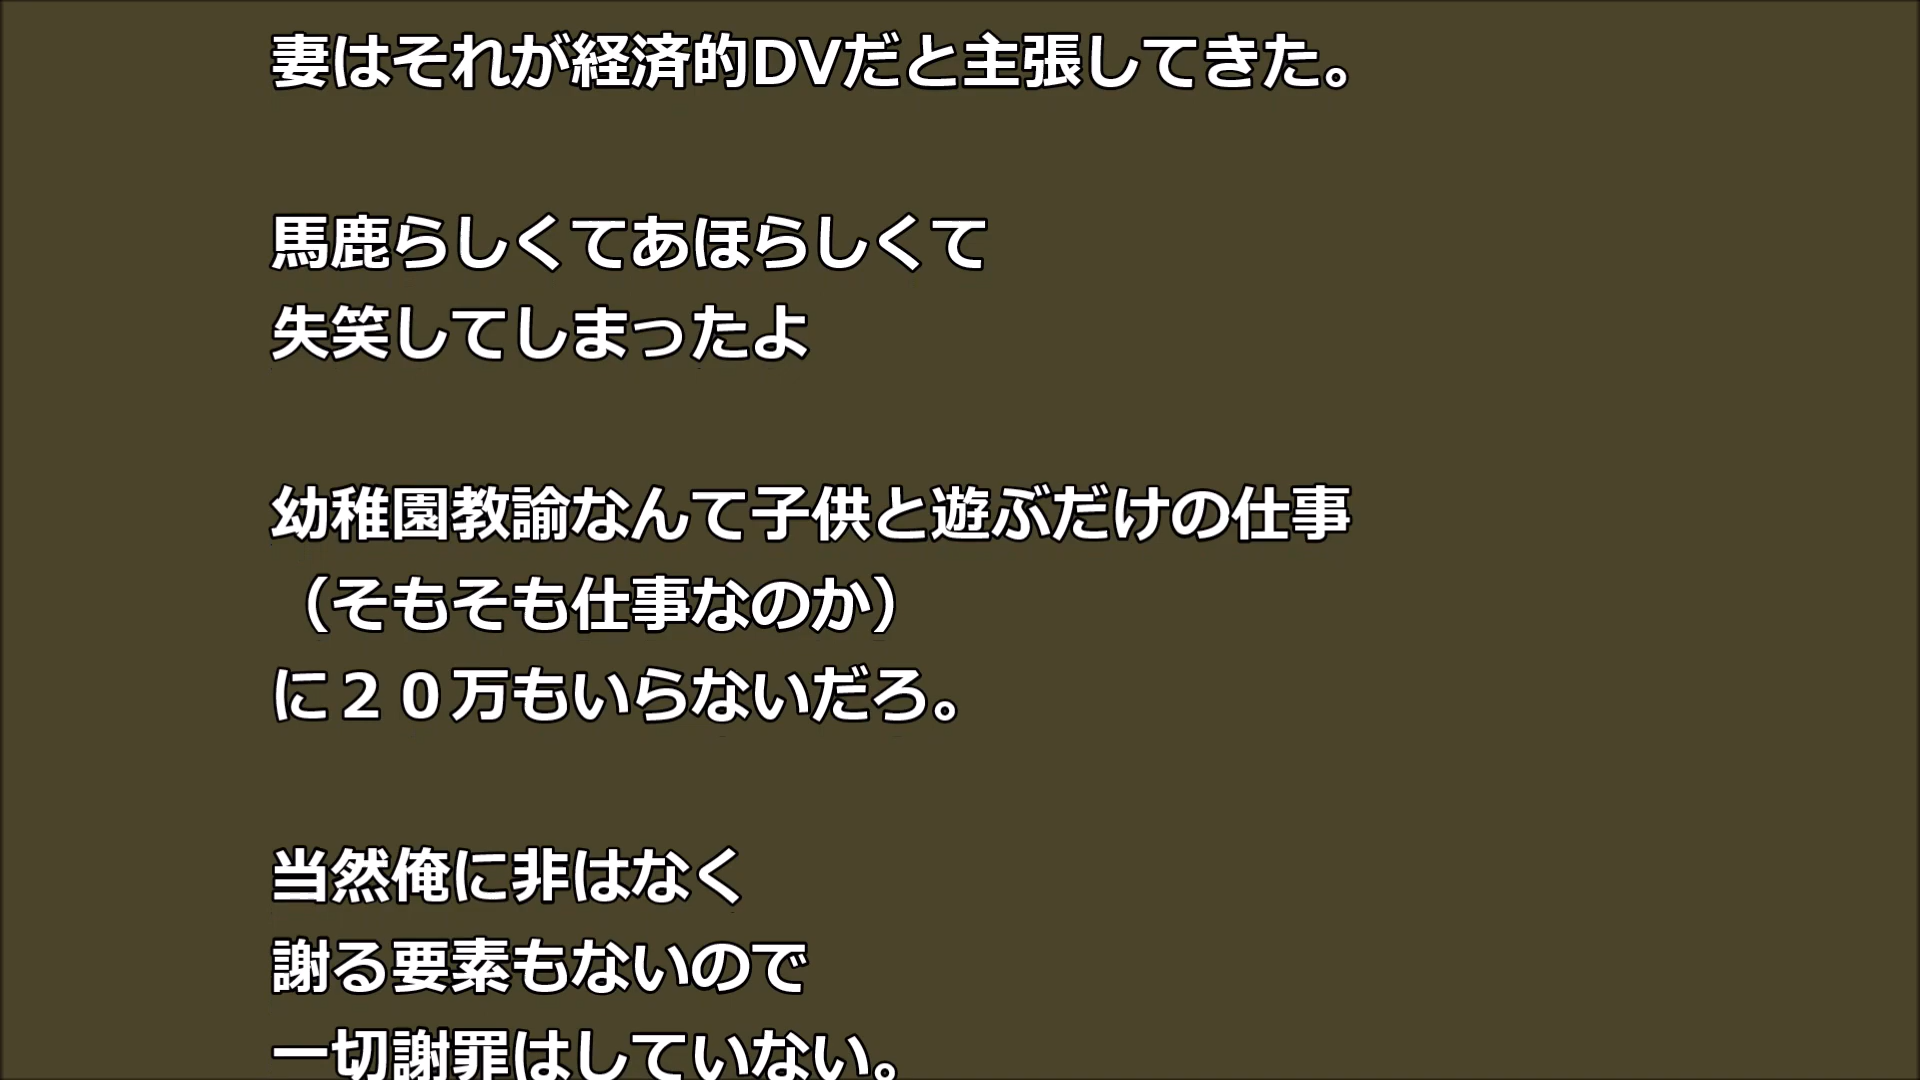 妻はそれが経済的DVだと主張してきた。
馬鹿らしくてあほらしくて
失笑してしまったよ
幼稚園教諭なんて子供と遊ぶだけの仕事
（そもそも仕事なのか）
に２０万もいらないだろ。
当然俺に非はなく
謝る要素もないので
一切謝罪はしていない。